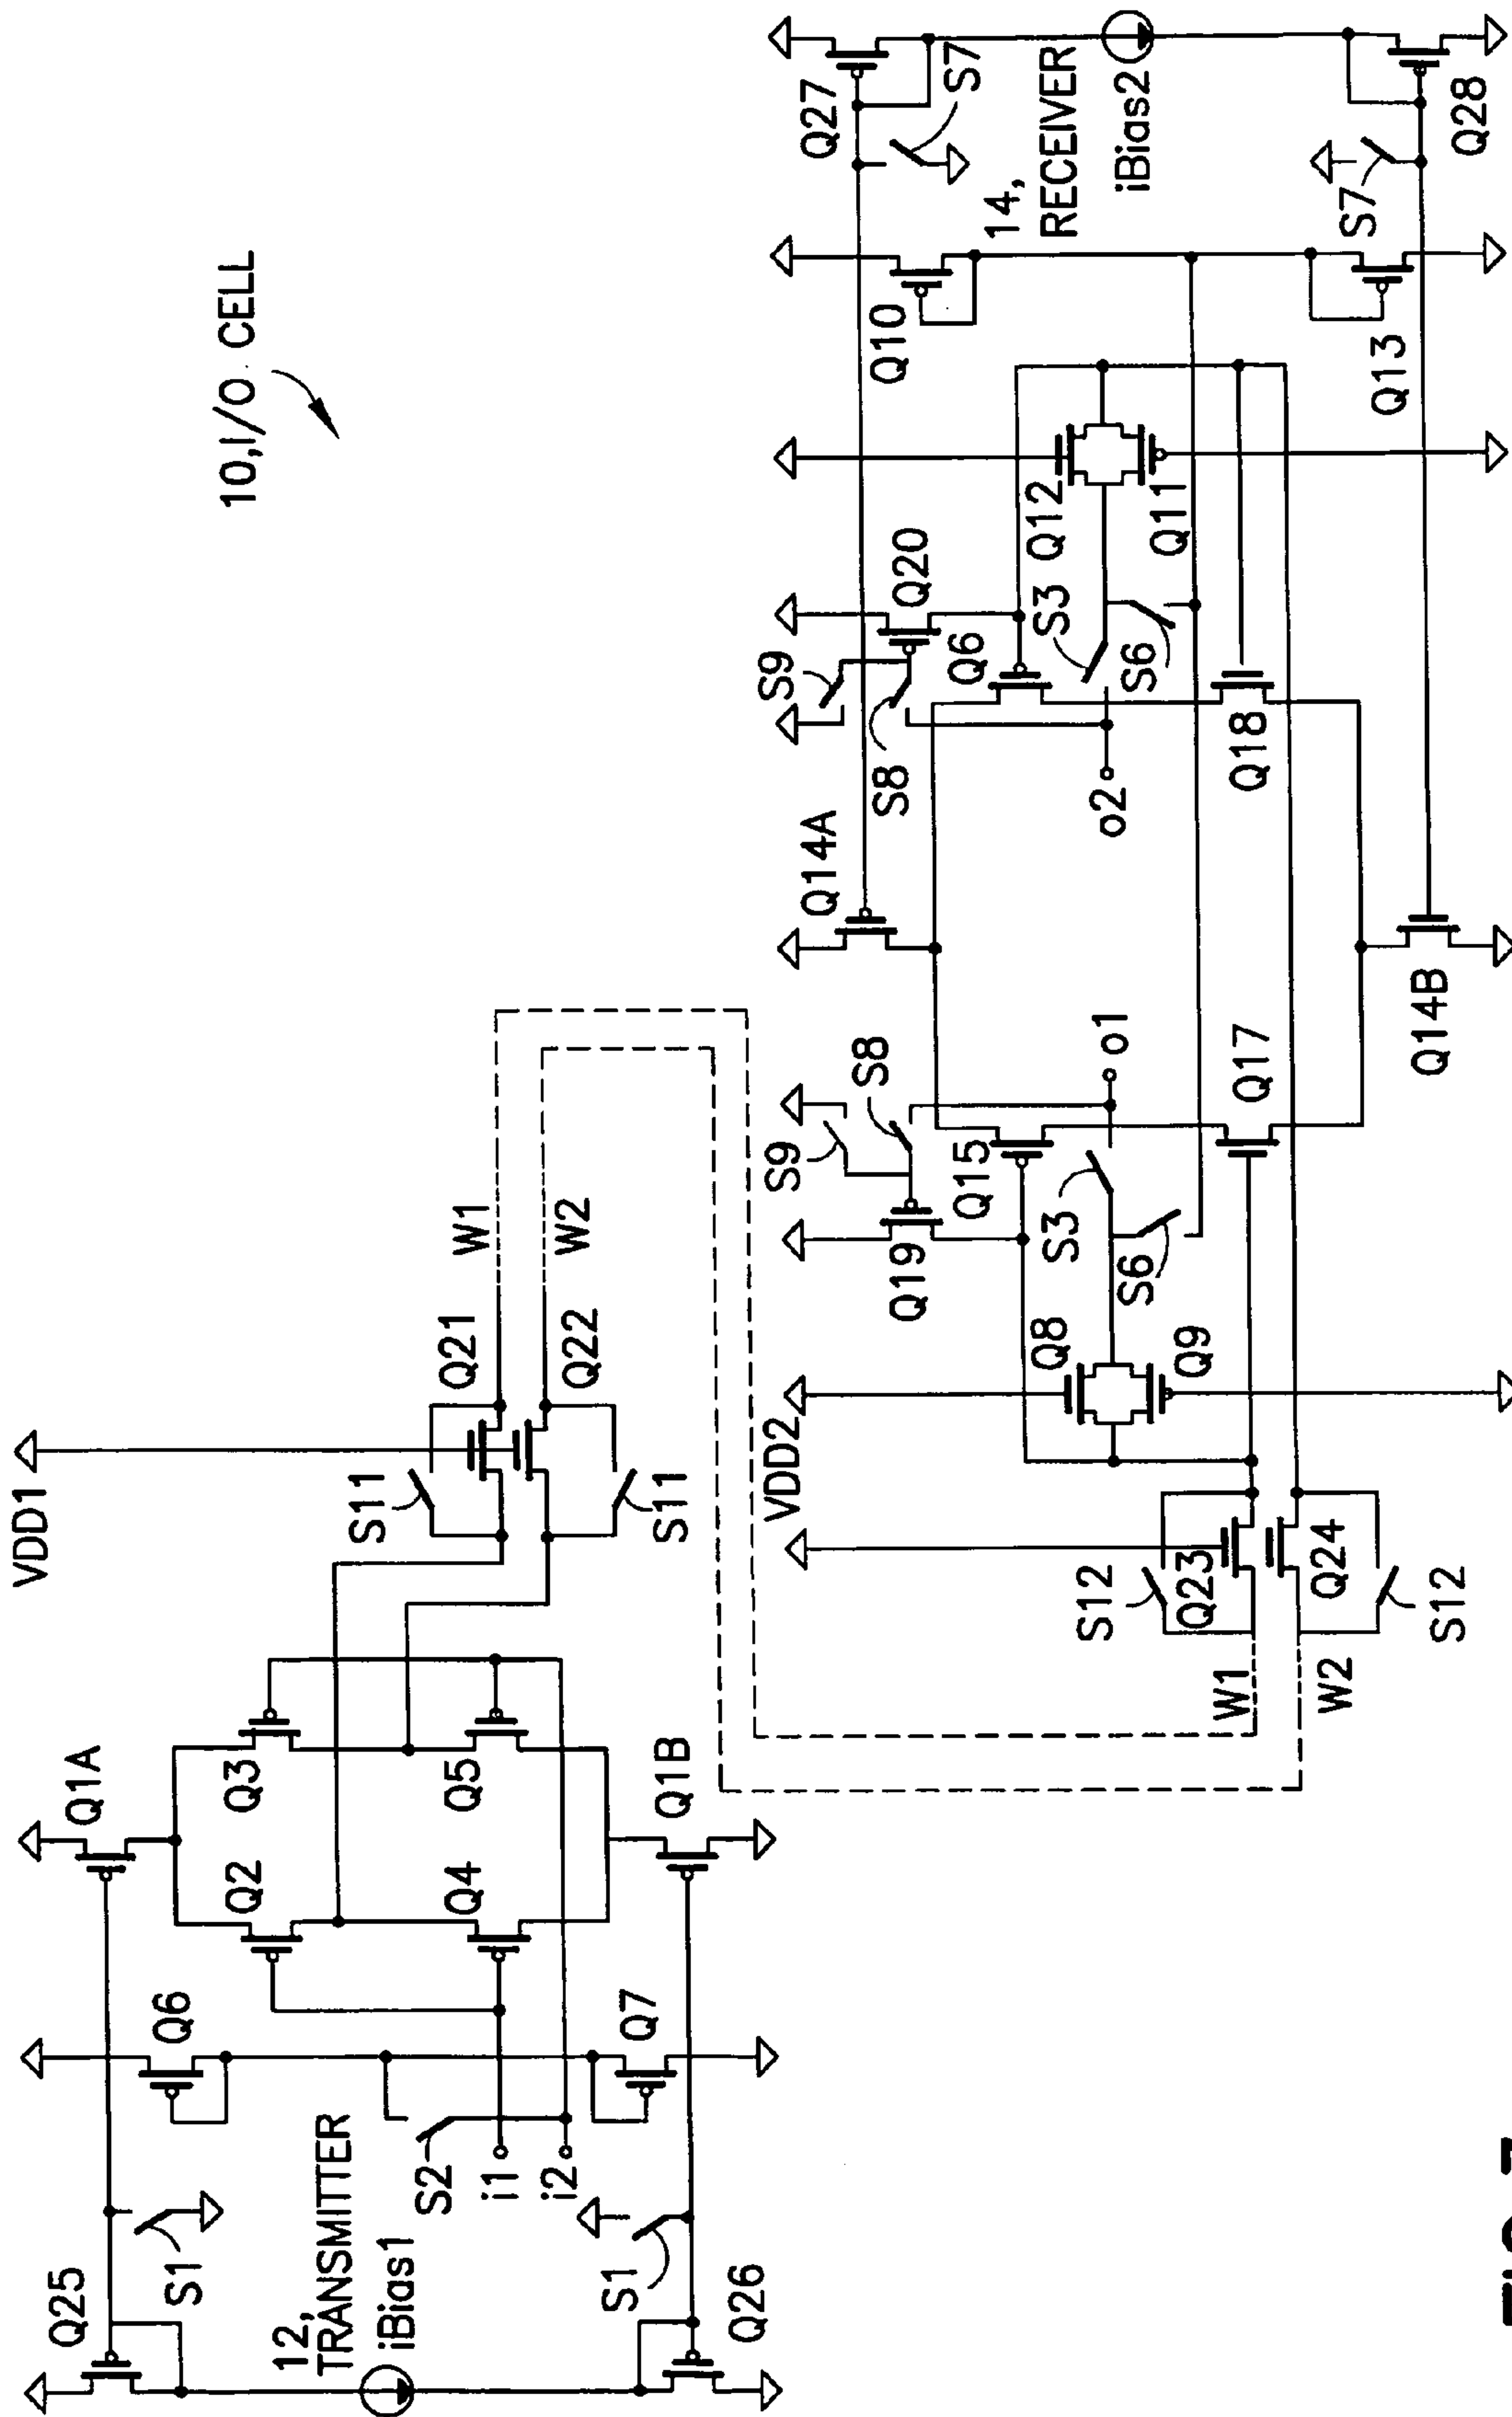 10,I/O CELL
VDD1
Q25
S1
12,
TRANSMITTER
iBias1
S1
Q26
Q6
S2
i1
i2
Q7
Q1A
Q2
Q3
Q4
Q5
Q1B
S11
Q21
W1
W2
Q22
S11
VDD2
S12
Q23
Q24
S12
W1
W2
Q8
Q9
Q19
S9
S8
Q15
S3
S6
o1
Q17
Q14A
Q14B
S9
S8
Q20
Q6
S3
S6
o2
Q18
Q12
Q11
Q10
Q13
Q27
S7
14,
RECEIVER
iBias2
S7
Q28